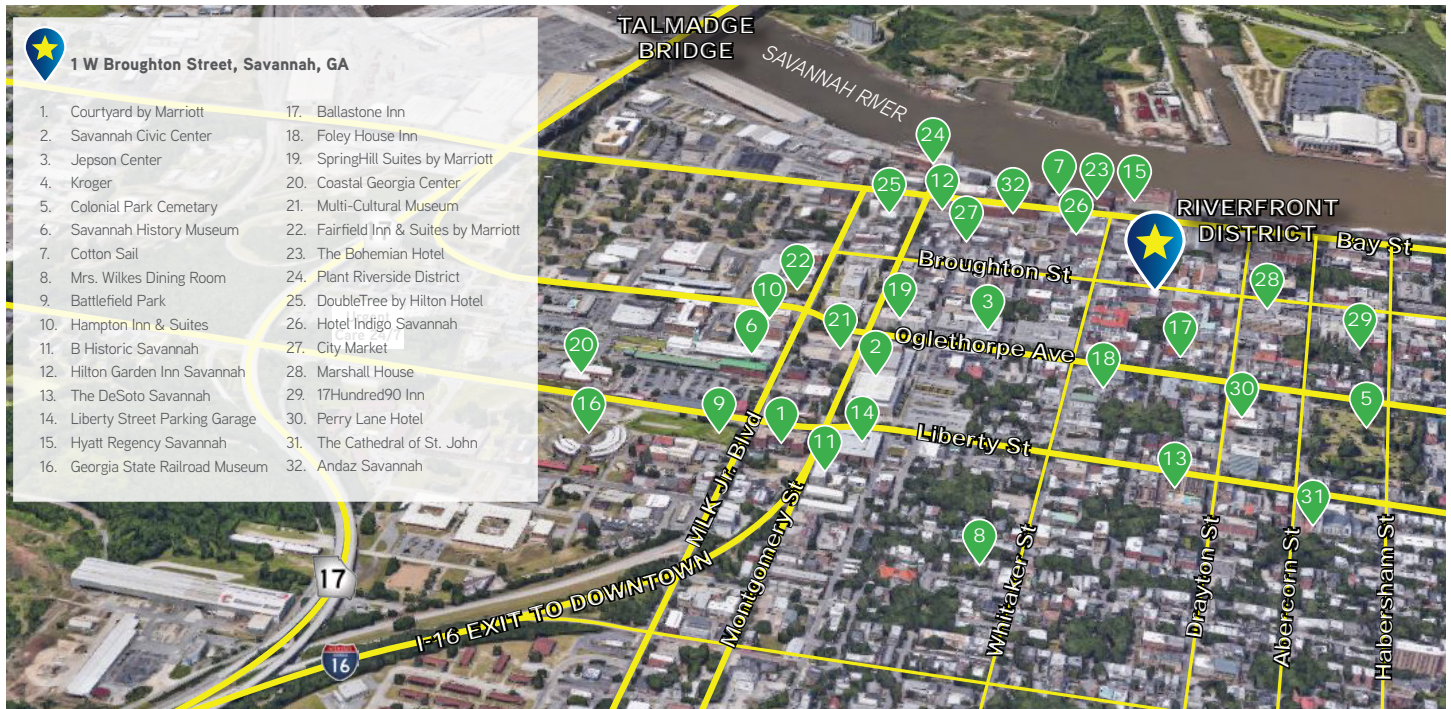 1 W Broughton Street, Savannah, GA
1. Courtyard by Marriott
2. Savannah Civic Center
3. Jepson Center
4. Kroger
5. Colonial Park Cemetary
6. Savannah History Museum
7. Cotton Sail
8. Mrs. Wilkes Dining Room
9. Battlefield Park
10. Hampton Inn & Suites
11. B Historic Savannah
12. Hilton Garden Inn Savannah
13. The DeSoto Savannah
14. Liberty Street Parking Garage
15. Hyatt Regency Savannah
16. Georgia State Railroad Museum
17. Ballastone Inn
18. Foley House Inn
19. SpringHill Suites by Marriott
20. Coastal Georgia Center
21. Multi-Cultural Museum
22. Fairfield Inn & Suites by Marriott
23. The Bohemian Hotel
24. Plant Riverside District
25. DoubleTree by Hilton Hotel
26. Hotel Indigo Savannah
27. City Market
28. Marshall House
29. 17Hundred90 Inn
30. Perry Lane Hotel
31. The Cathedral of St. John
32. Andaz Savannah
TALMADGE
BRIDGE
SAVANNAH RIVER
24
7
23
15
25
12
32
27
26
RIVERFRONT
DISTRICT
Bay St
Broughton St
22
10
19
3
28
6
21
17
29
20
2
Oglethorpe Ave
18
30
16
9
1
14
5
11
Liberty St
13
31
8
MLK Jr. Blvd
Montgomery St
Whitaker St
Drayton St
Abercorn St
Habersham St
17
I-16 EXIT TO DOWNTOWN
16
Urgent
Care 24/7
17